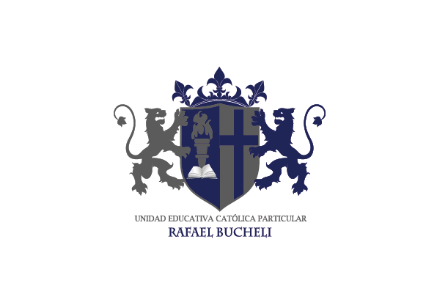 UNIDAD EDUCATIVA CATÓLICA PARTICULAR
RAFAEL BUCHELI